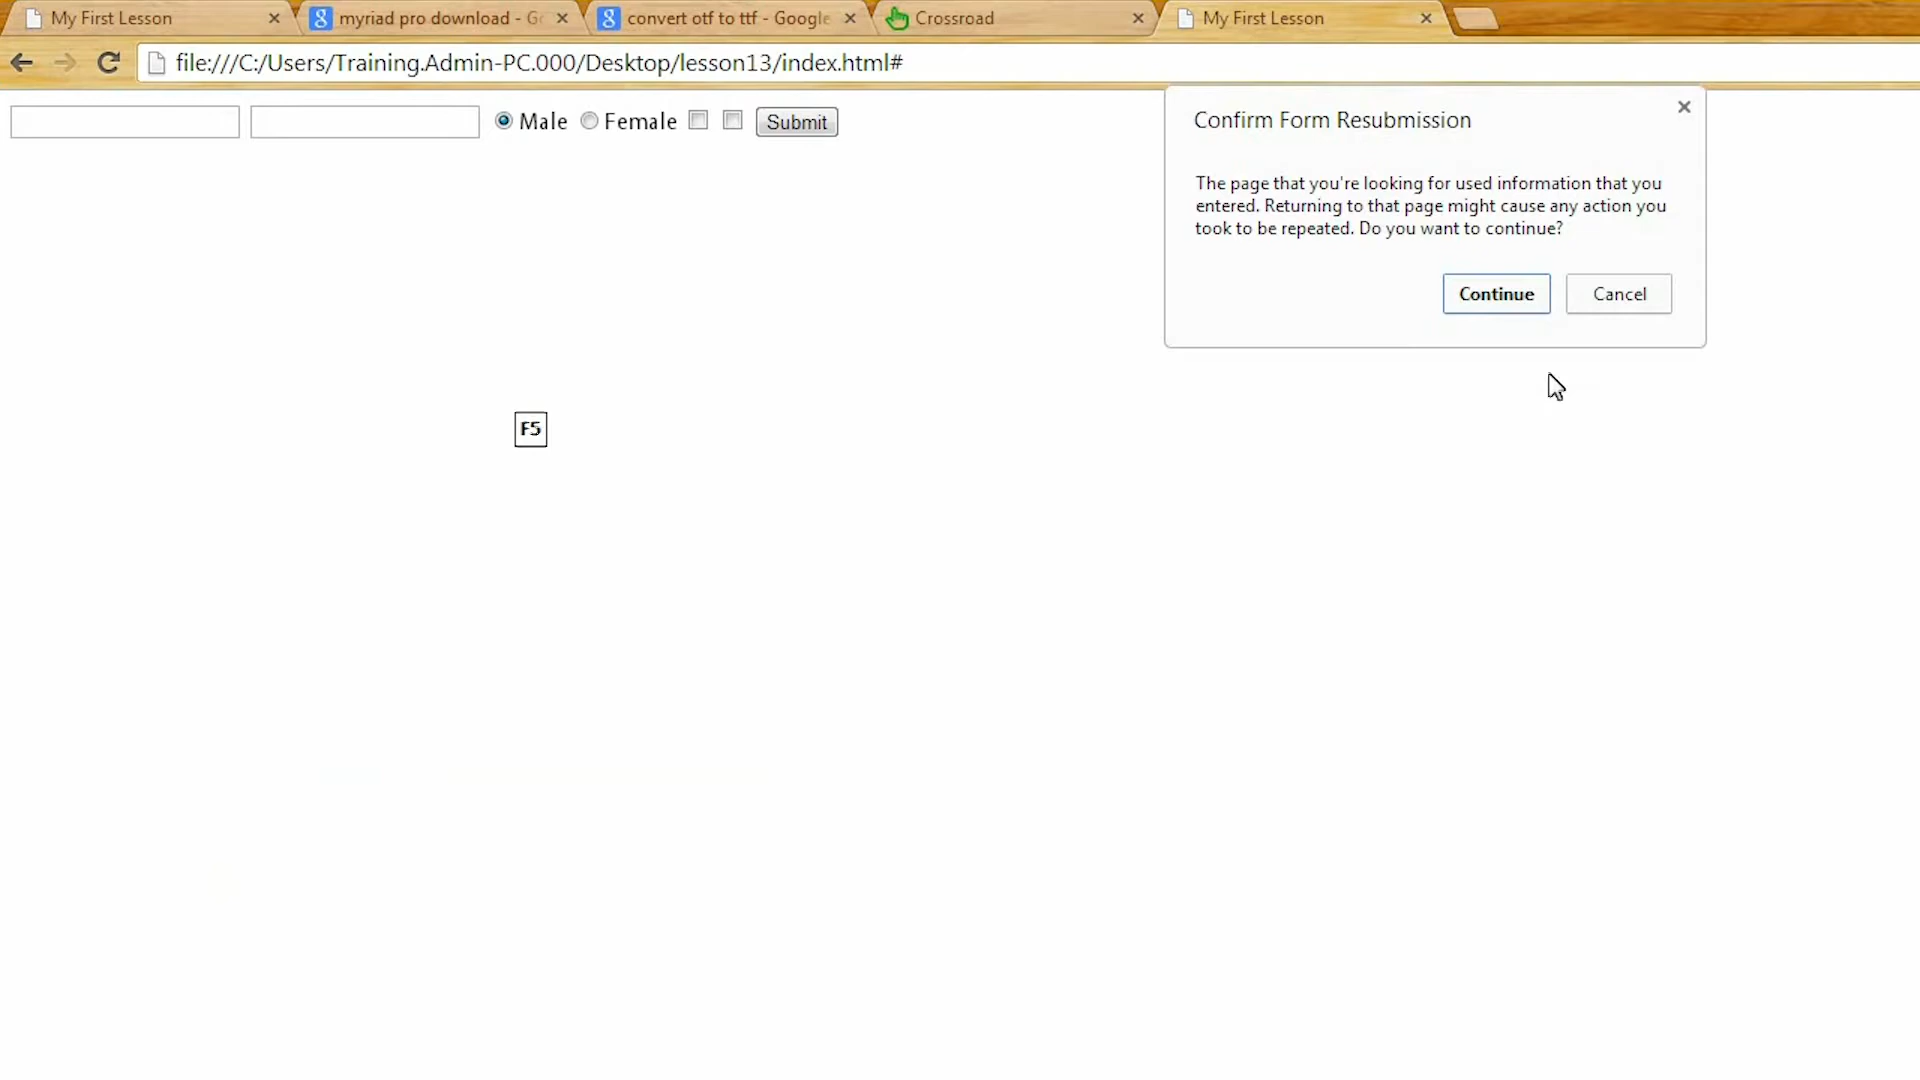 My First Lesson
myriad pro download - Go
convert otf to ttf - Google
Crossroad
My First Lesson
file:///C:/Users/Training.Admin-PC.000/Desktop/lesson13/index.html#
Male Female Submit
Confirm Form Resubmission
The page that you're looking for used information that you
entered. Returning to that page might cause any action you
took to be repeated. Do you want to continue?
Continue Cancel
F5